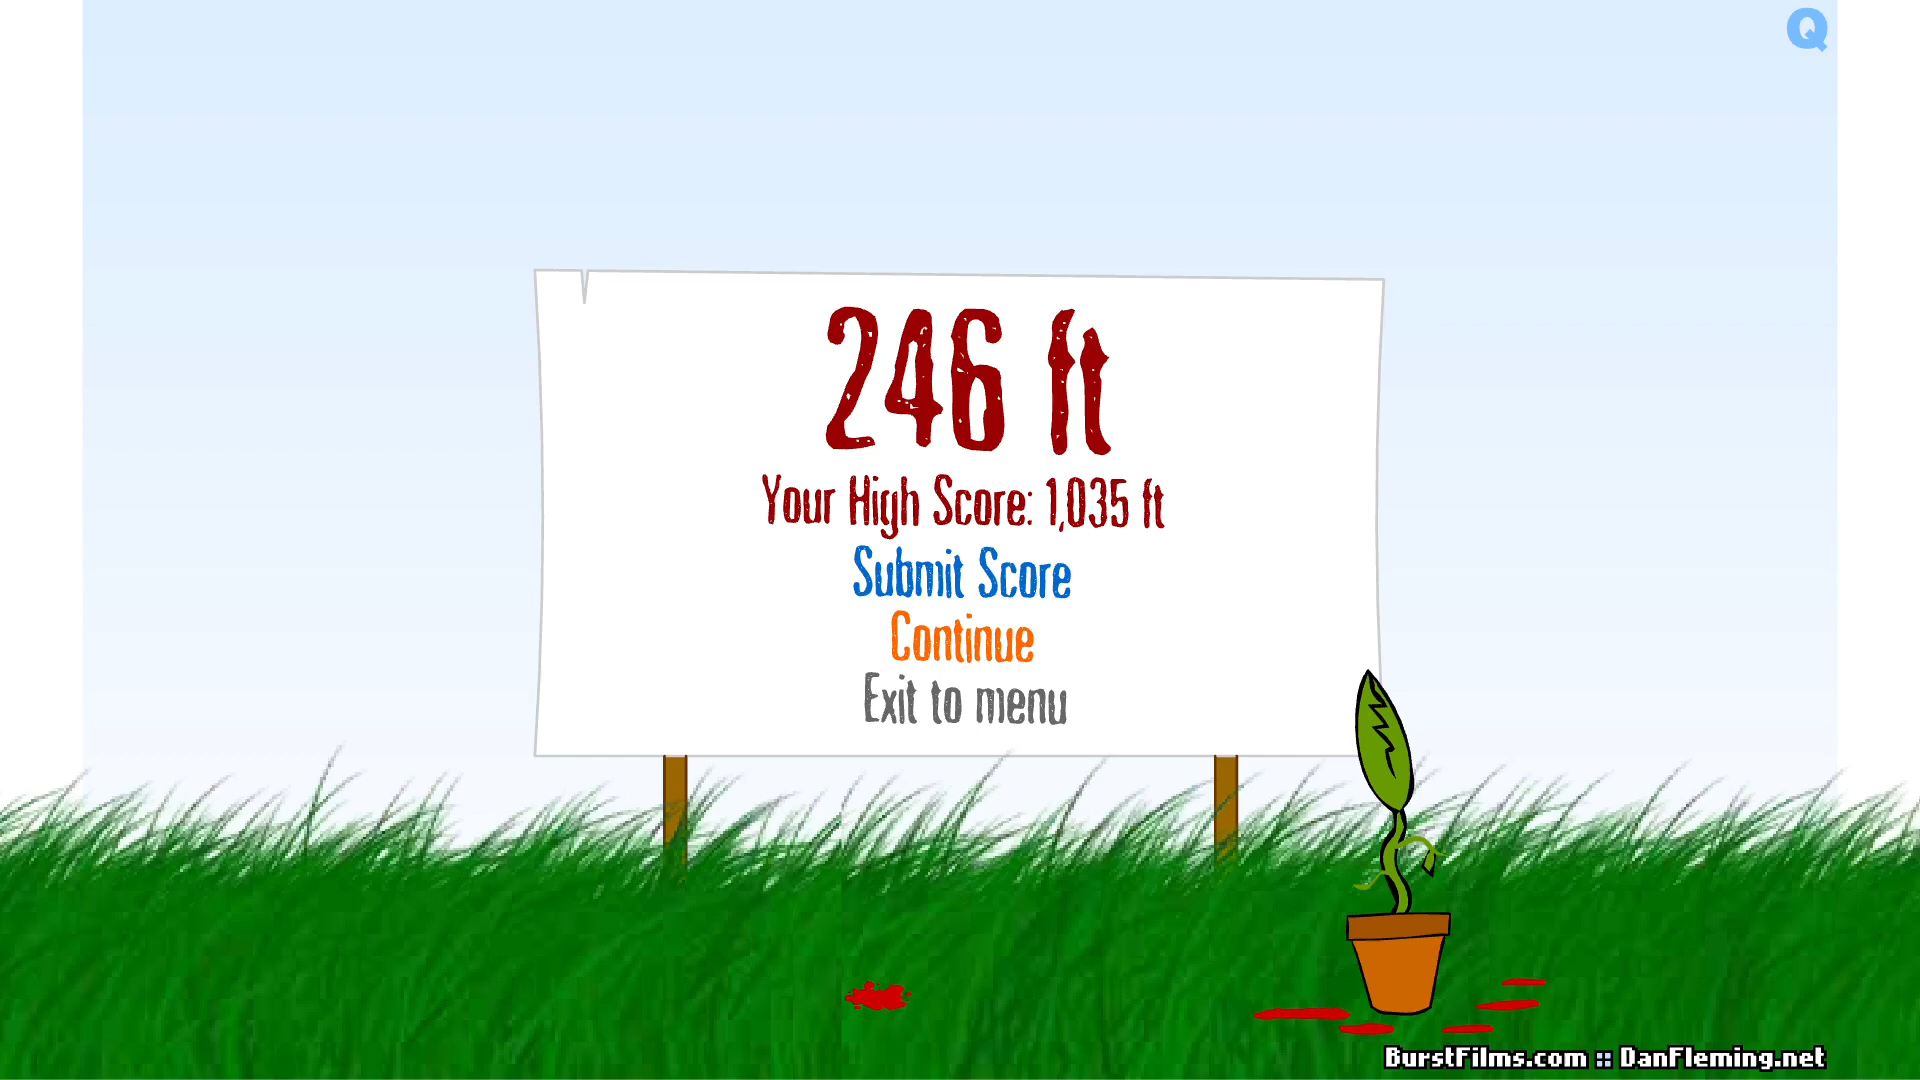 Q
246 ft
Your High Score: 1,035 ft
Submit Score
Continue
Exit to menu
BurstFilms.com :: DanFleming.net